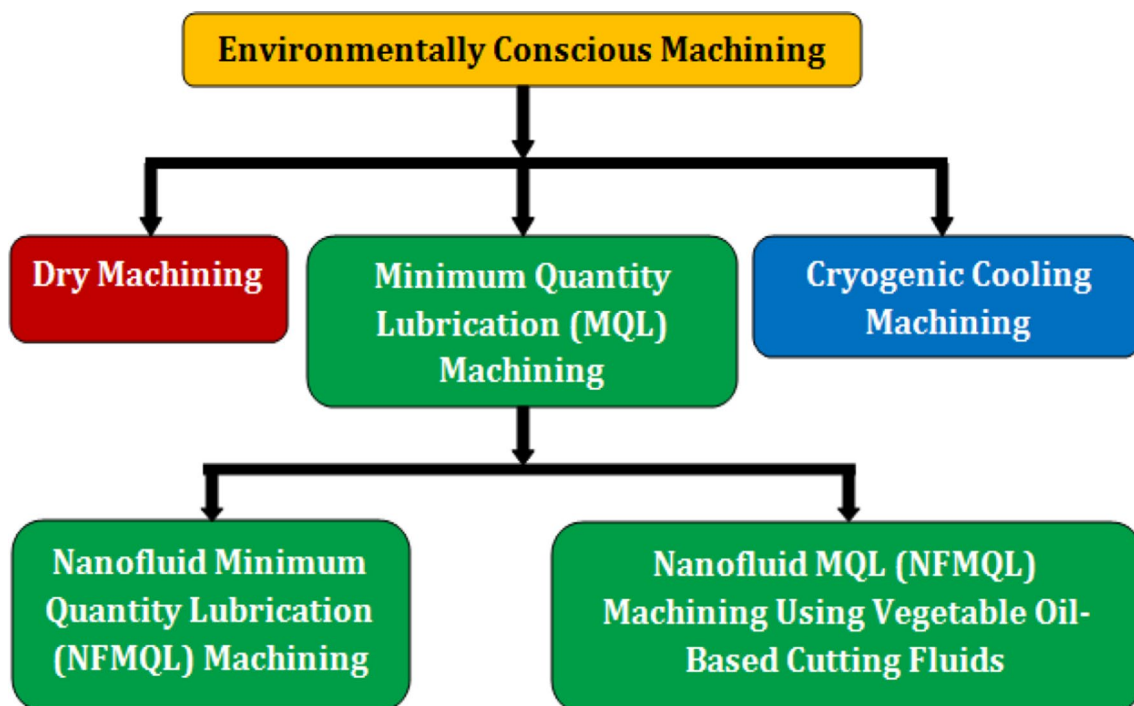 Environmentally Conscious Machining
Dry Machining
Minimum Quantity
Lubrication (MQL)
Machining
Cryogenic Cooling
Machining
Nanofluid Minimum
Quantity Lubrication
(NFMQL) Machining
Nanofluid MQL (NFMQL)
Machining Using Vegetable Oil-
Based Cutting Fluids